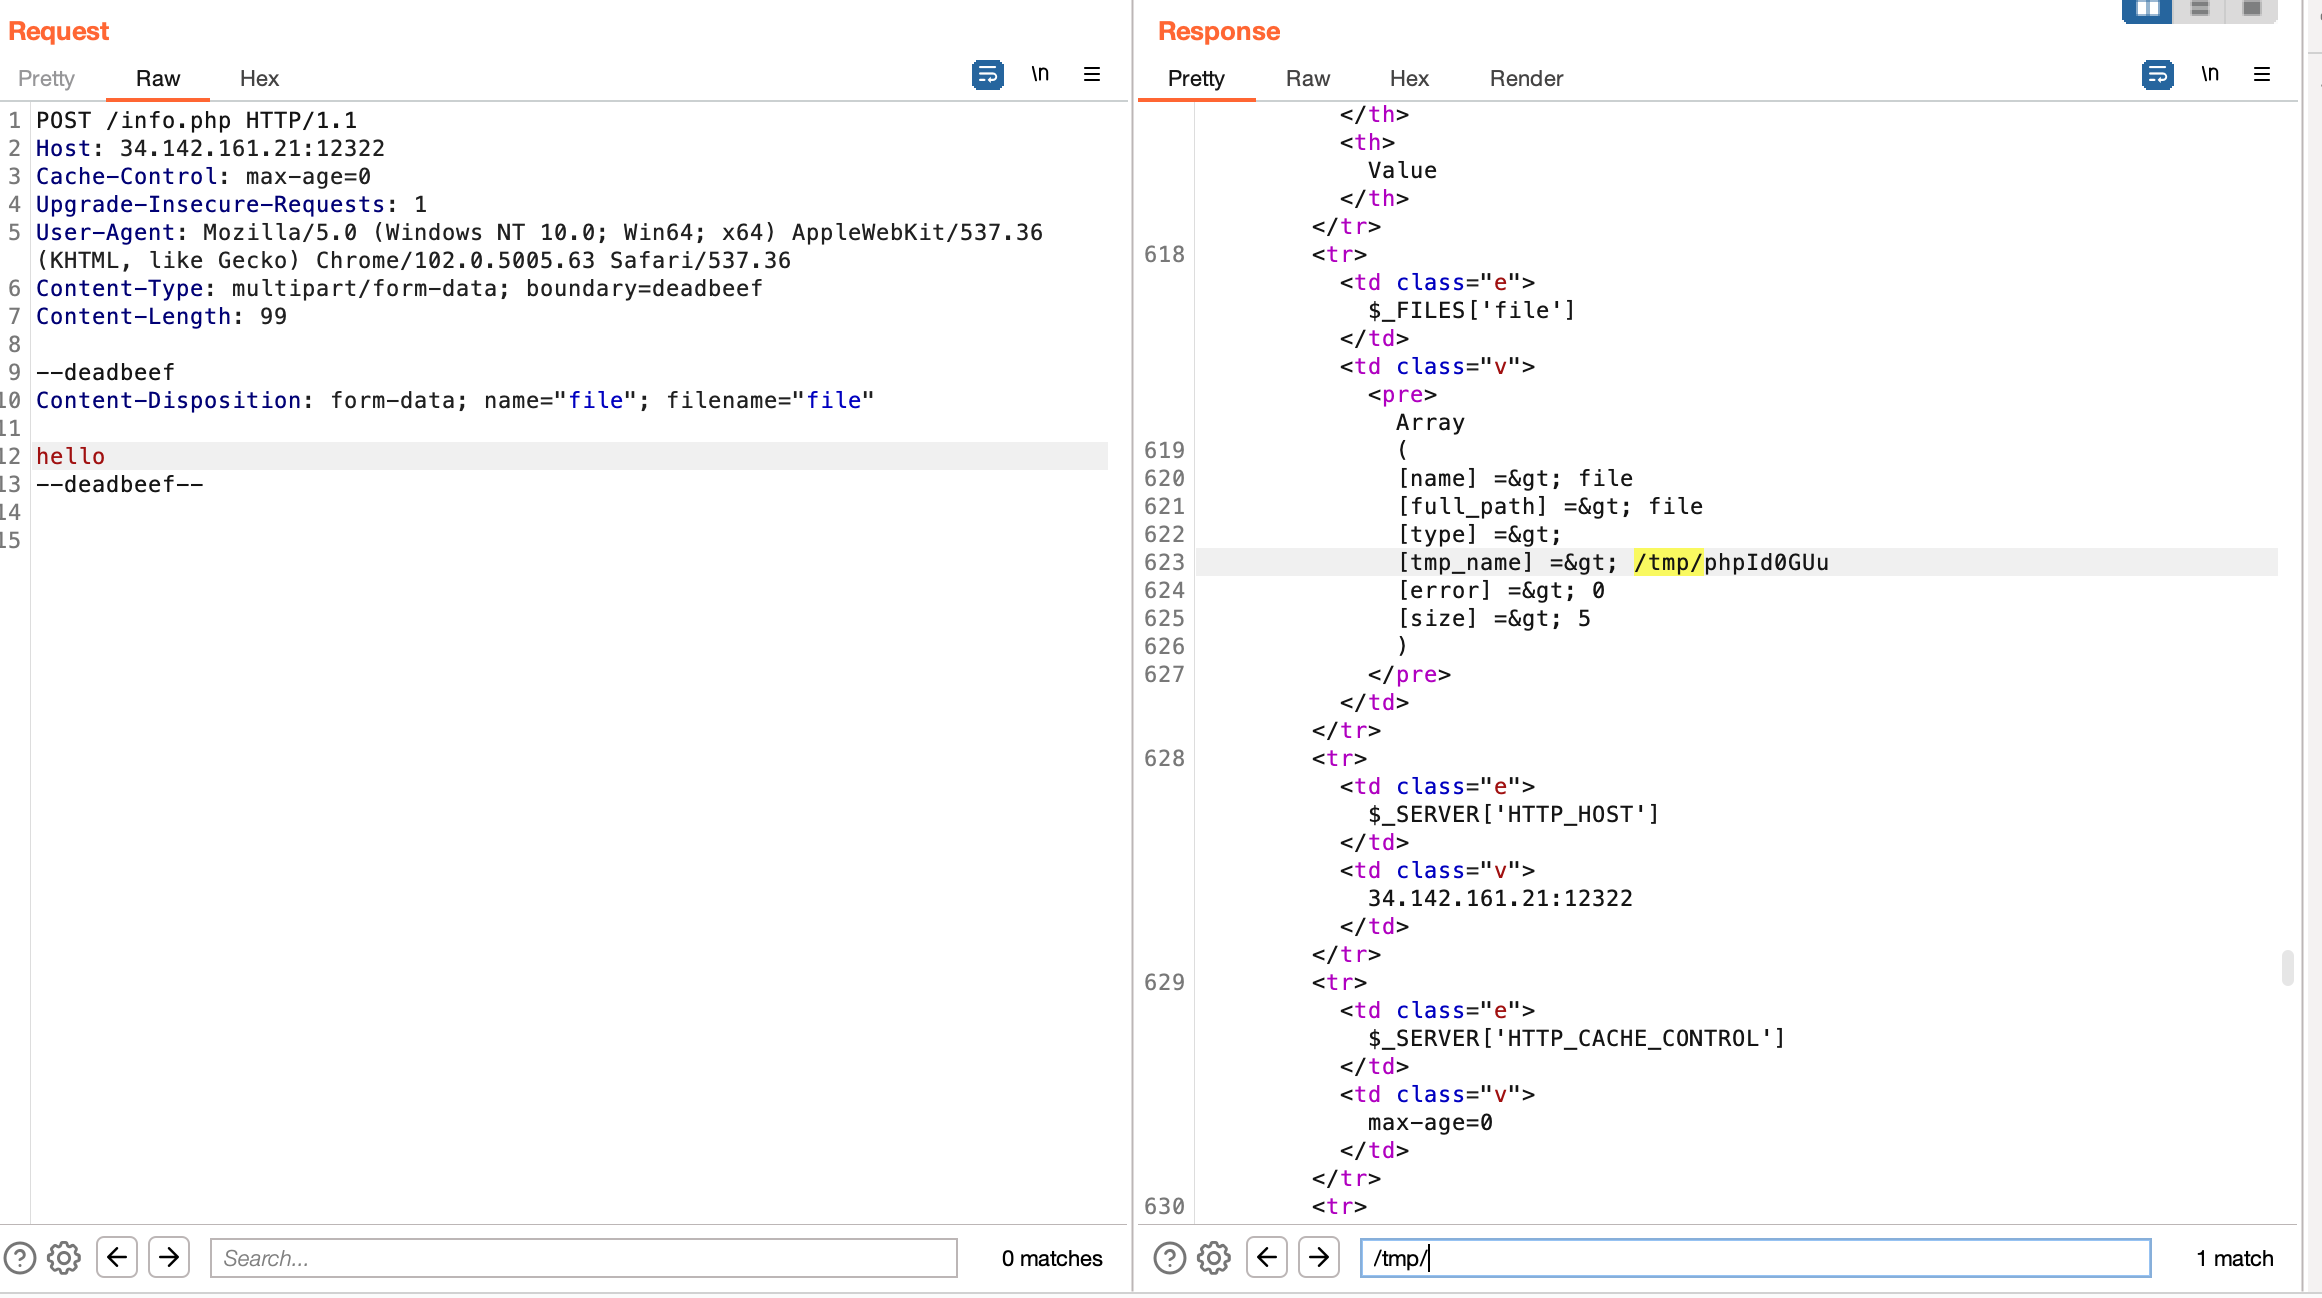 Request
Pretty Raw Hex
\n
1 POST /info.php HTTP/1.1
2 Host: 34.142.161.21:12322
3 Cache-Control: max-age=0
4 Upgrade-Insecure-Requests: 1
5 User-Agent: Mozilla/5.0 (Windows NT 10.0; Win64; x64) AppleWebKit/537.36
(KHTML, like Gecko) Chrome/102.0.5005.63 Safari/537.36
6 Content-Type: multipart/form-data; boundary=deadbeef
7 Content-Length: 99
8
9 --deadbeef
10 Content-Disposition: form-data; name="file"; filename="file"
11
12 hello
13 --deadbeef--
14
15
Search...
0 matches
Response
Pretty Raw Hex Render
\n
</th>
<th>
Value
</th>
</tr>
618 <tr>
<td class="e">
$_FILES['file']
</td>
<td class="v">
<pre>
Array
619 (
620 [name] =&gt; file
621 [full_path] =&gt; file
622 [type] =&gt;
623 [tmp_name] =&gt; /tmp/phpId0GUu
624 [error] =&gt; 0
625 [size] =&gt; 5
626 )
627 </pre>
</td>
</tr>
628 <tr>
<td class="e">
$_SERVER['HTTP_HOST']
</td>
<td class="v">
34.142.161.21:12322
</td>
</tr>
629 <tr>
<td class="e">
$_SERVER['HTTP_CACHE_CONTROL']
</td>
<td class="v">
max-age=0
</td>
</tr>
630 <tr>
/tmp/
1 match